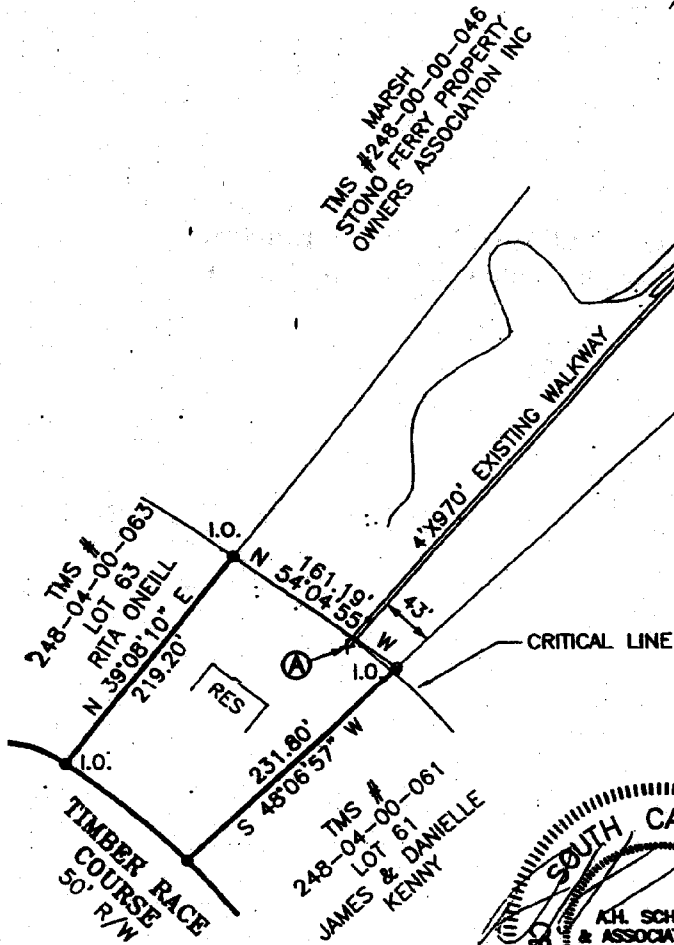 MARSH
TMS #248-00-00-046
STONO FERRY PROPERTY
OWNERS ASSOCIATION INC
4'X970' EXISTING WALKWAY
TMS #
248-04-00-063
LOT 63
RITA ONEILL
I.O.
N 54°04'55" W
161.19'
43'
CRITICAL LINE
A
I.O.
N 39°08'10" E
219.20'
RES
I.O.
231.80'
S 48°06'57" W
TMS #
248-04-00-061
LOT 61
JAMES & DANIELLE
KENNY
TIMBER RACE
COURSE
50' R/W
SOUTH CA
A.H. SCH
& ASSOCIAT